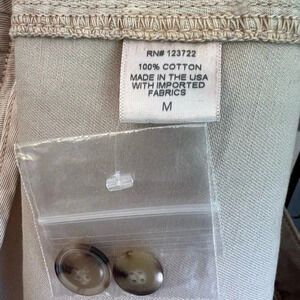 RN# 123722
100% COTTON
MADE IN THE USA
WITH IMPORTED
FABRICS
M